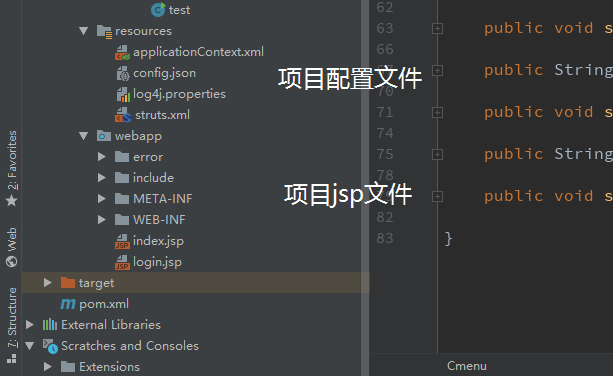 test
62
resources
63
public void s
applicationContext.xml
66
config.json
项目配置文件
public String
log4j.properties
70
struts.xml
71
public void s
webapp
74
error
75
public String
include
78
META-INF
项目jsp文件
public void s
WEB-INF
82
index.jsp
83
}
login.jsp
target
pom.xml
External Libraries
Scratches and Consoles
Extensions
Cmenu
2: Favorites
Web
7: Structure